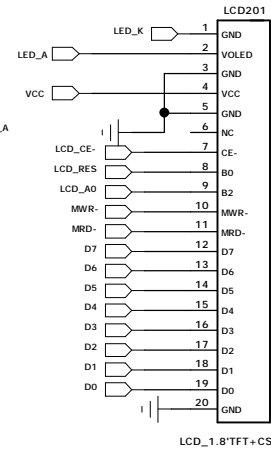 LCD201
LED_K 1 GND
LED_A 2 VOLED
3 GND
VCC 4 VCC
5 GND
_A
6 NC
LCD_CE- 7 CE-
LCD_RES 8 B0
LCD_A0 9 B2
MWR- 10 MWR-
MRD- 11 MRD-
D7 12 D7
D6 13 D6
D5 14 D5
D4 15 D4
D3 16 D3
D2 17 D2
D1 18 D1
D0 19 D0
20 GND
LCD_1.8'TFT+CS